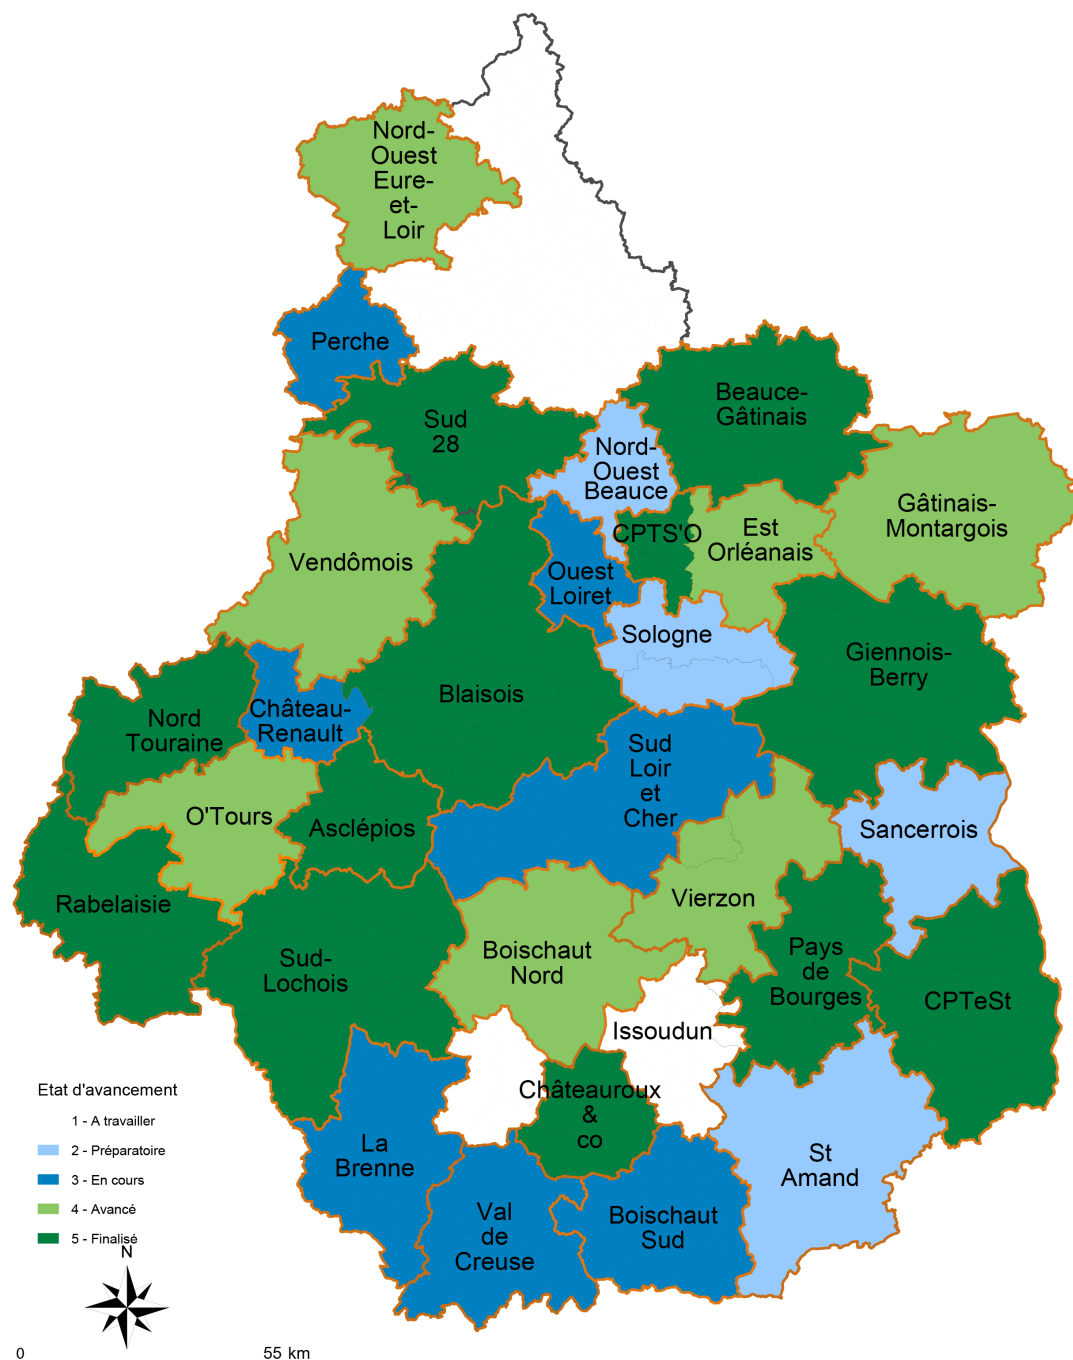 Nord-
Ouest
Eure-
et-
Loir
Perche
Sud
28
Beauce-
Gâtinais
Nord-
Ouest
Beauce
Gâtinais-
Montargois
CPTS'O
Est
Orléanais
Vendômois
Ouest
Loiret
Sologne
Giennois-
Berry
Blaisois
Château-
Renault
Nord
Touraine
Sud
Loir
et
Cher
O'Tours
Asclépios
Sancerrois
Rabelaisie
Vierzon
Sud-
Lochois
Boischaut
Nord
Pays
de
Bourges
CPTeSt
Issoudun
Châteauroux
&
co
La
Brenne
St
Amand
Val
de
Creuse
Boischaut
Sud
Etat d'avancement
1 - A travailler
2 - Préparatoire
3 - En cours
4 - Avancé
5 - Finalisé
N
0
55 km